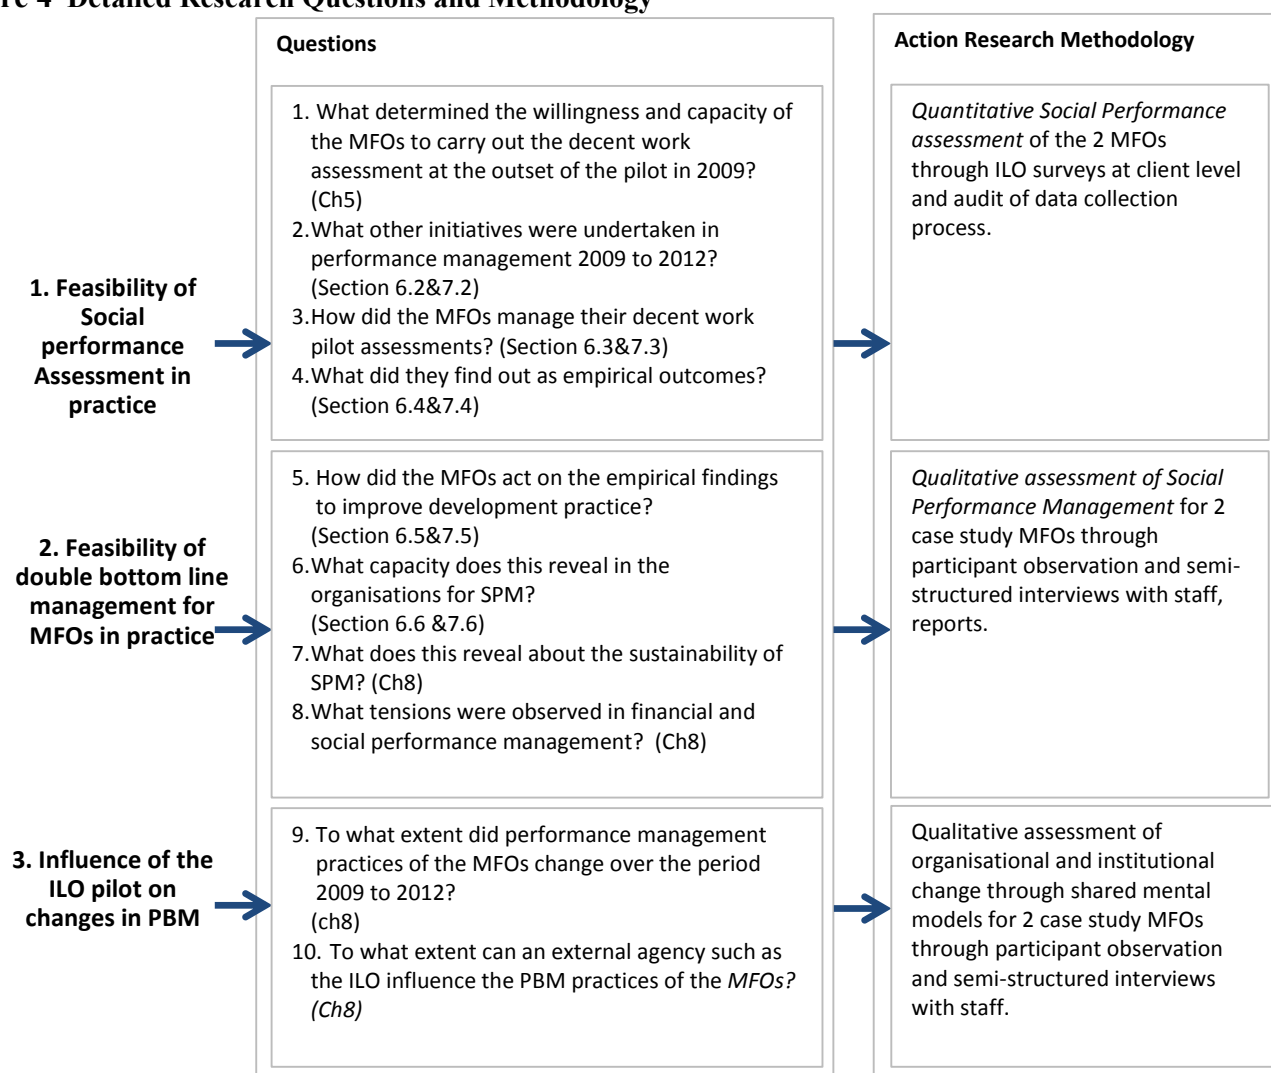 re 4 Detailed Research Questions and Methodology
Questions
Action Research Methodology
1. Feasibility of
Social
performance
Assessment in
practice
1. What determined the willingness and capacity of
the MFOs to carry out the decent work
assessment at the outset of the pilot in 2009?
(Ch5)
2.What other initiatives were undertaken in
performance management 2009 to 2012?
(Section 6.2&7.2)
3.How did the MFOs manage their decent work
pilot assessments? (Section 6.3&7.3)
4.What did they find out as empirical outcomes?
(Section 6.4&7.4)
Quantitative Social Performance
assessment of the 2 MFOs
through ILO surveys at client level
and audit of data collection
process.
2. Feasibility of
double bottom line
management for
MFOs in practice
5. How did the MFOs act on the empirical findings
to improve development practice?
(Section 6.5&7.5)
6.What capacity does this reveal in the
organisations for SPM?
(Section 6.6 &7.6)
7.What does this reveal about the sustainability of
SPM? (Ch8)
8.What tensions were observed in financial and
social performance management? (Ch8)
Qualitative assessment of Social
Performance Management for 2
case study MFOs through
participant observation and semi-
structured interviews with staff,
reports.
3. Influence of the
ILO pilot on
changes in PBM
9. To what extent did performance management
practices of the MFOs change over the period
2009 to 2012?
(ch8)
10. To what extent can an external agency such as
the ILO influence the PBM practices of the MFOs?
(Ch8)
Qualitative assessment of
organisational and institutional
change through shared mental
models for 2 case study MFOs
through participant observation
and semi-structured interviews
with staff.